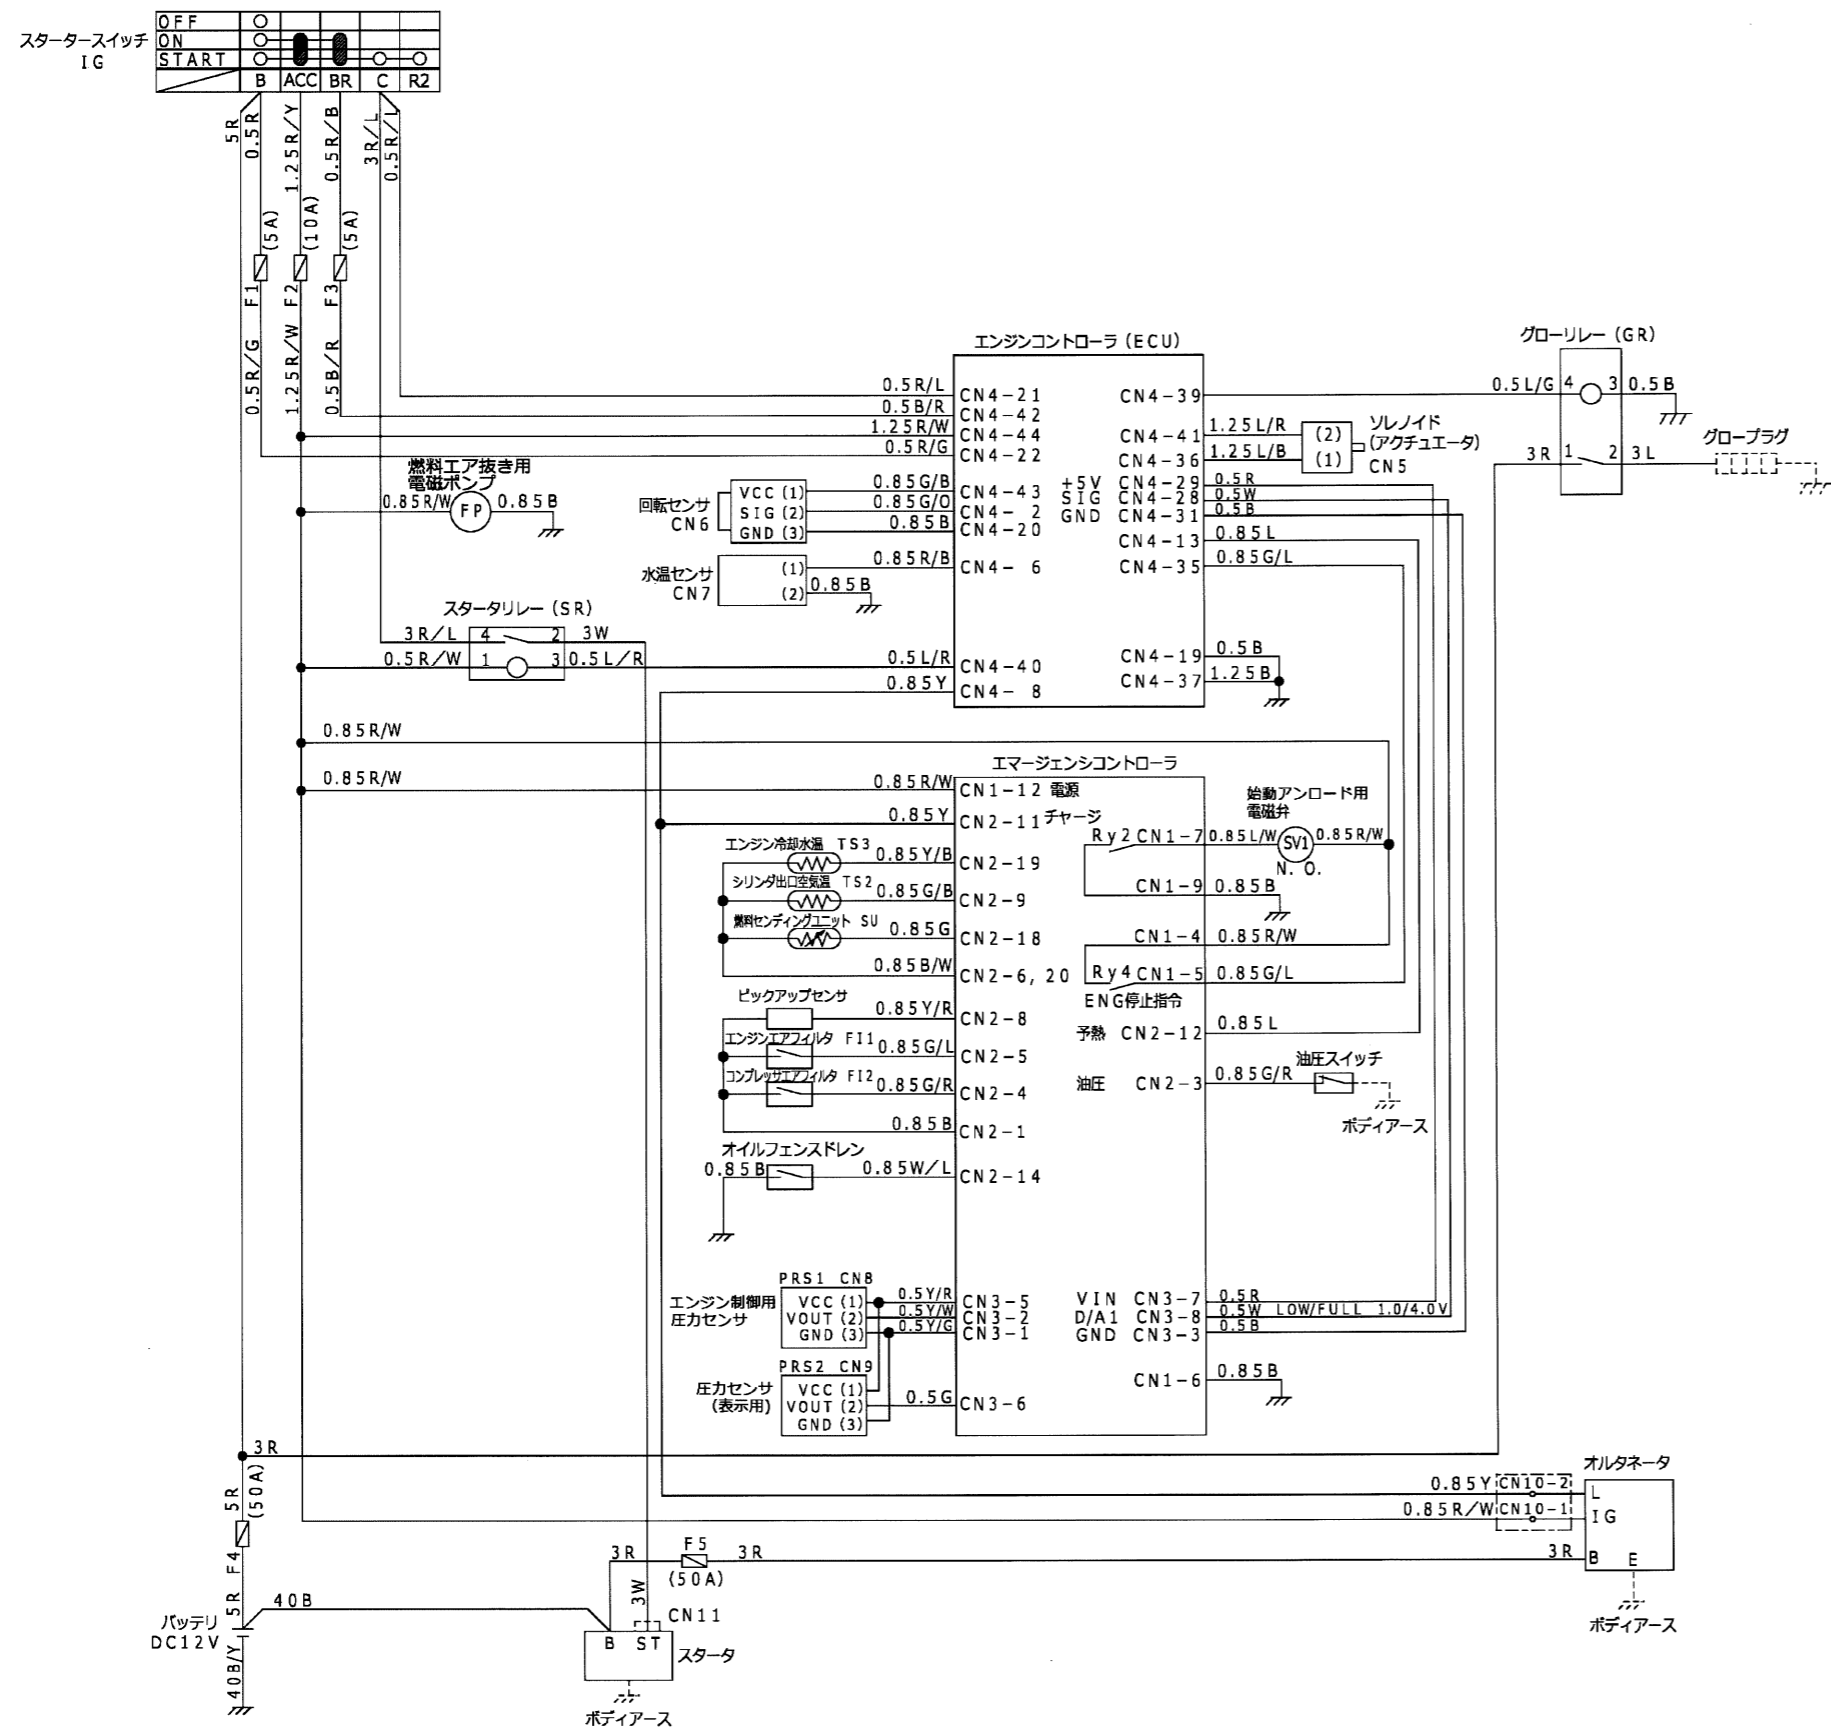 スタータースイッチ
IG
OFF
ON
START
B ACC BR C R2
5R
0.5R
1.25R/Y
0.5R/B
3R/L
0.5R/L
(5A)
(10A)
(5A)
F1
F2
F3
0.5R/G
1.25R/W
0.5B/R
エンジンコントローラ(ECU)
0.5R/L CN4-21
0.5B/R CN4-42
1.25R/W CN4-44
0.5R/G CN4-22
燃料エア抜き用
電磁ポンプ
0.85R/W FP 0.85B
回転センサ
CN6
VCC (1) 0.85G/B CN4-43
SIG (2) 0.85G/O CN4- 2
GND (3) 0.85B CN4-20
水温センサ
CN7
(1) 0.85R/B CN4- 6
(2) 0.85B
スタータリレー(SR)
3R/L 4 2 3W
0.5R/W 1 3 0.5L/R
0.5L/R CN4-40
0.85Y CN4- 8
CN4-39 0.5L/G
グローリレー(GR)
4 3 0.5B
3R 1 2 3L
グロープラグ
CN4-41 1.25L/R (2)
CN4-36 1.25L/B (1)
ソレノイド
(アクチュエータ)
CN5
+5V CN4-29 0.5R
SIG CN4-28 0.5W
GND CN4-31 0.5B
CN4-13 0.85L
CN4-35 0.85G/L
CN4-19 0.5B
CN4-37 1.25B
0.85R/W
0.85R/W
エマージェンシコントローラ
0.85R/W CN1-12 電源
0.85Y CN2-11 チャージ
エンジン冷却水温 TS3
0.85Y/B CN2-19
シリンダ出口空気温 TS2
0.85G/B CN2-9
燃料センディングユニット SU
0.85G CN2-18
0.85B/W CN2-6, 20
ピックアップセンサ
0.85Y/R CN2-8
エンジンエアフィルタ FI1
0.85G/L CN2-5
コンプレッサエアフィルタ FI2
0.85G/R CN2-4
0.85B CN2-1
オイルフェンスドレン
0.85B 0.85W/L CN2-14
始動アンロード用
電磁弁
Ry2 CN1-7 0.85L/W SV1 0.85R/W
N. O.
CN1-9 0.85B
CN1-4 0.85R/W
Ry4 CN1-5 0.85G/L
ENG停止指令
予熱 CN2-12 0.85L
油圧 CN2-3 0.85G/R
油圧スイッチ
ボディアース
PRS1 CN8
エンジン制御用
圧力センサ
VCC (1) 0.5Y/R CN3-5
VOUT (2) 0.5Y/W CN3-2
GND (3) 0.5Y/G CN3-1
PRS2 CN9
圧力センサ
(表示用)
VCC (1)
VOUT (2) 0.5G CN3-6
GND (3)
VIN CN3-7 0.5R
D/A1 CN3-8 0.5W LOW/FULL 1.0/4.0V
GND CN3-3 0.5B
CN1-6 0.85B
3R
5R
(50A)
F4
5R
バッテリ
DC12V
40B/Y
40B
3R F5 3R
(50A)
3W
CN11
B ST
スタータ
ボディアース
オルタネータ
0.85Y CN10-2 L
0.85R/W CN10-1 IG
3R B E
ボディアース